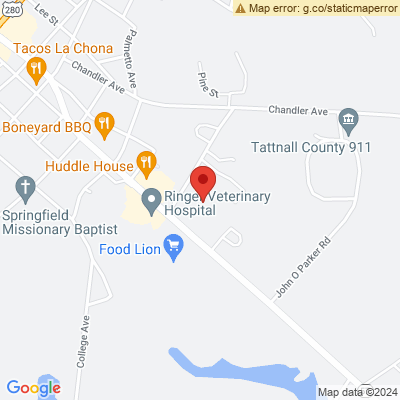 Map error: g.co/staticmaperror
280
Lee St
Tacos La Chona
Palmetto Ave
Chandler Ave
Pine St
Chandler Ave
Boneyard BBQ
Tattnall County 911
Huddle House
Ringer Veterinary
Hospital
Springfield
Missionary Baptist
Food Lion
John O Parker Rd
College Ave
Google
Map data ©2024